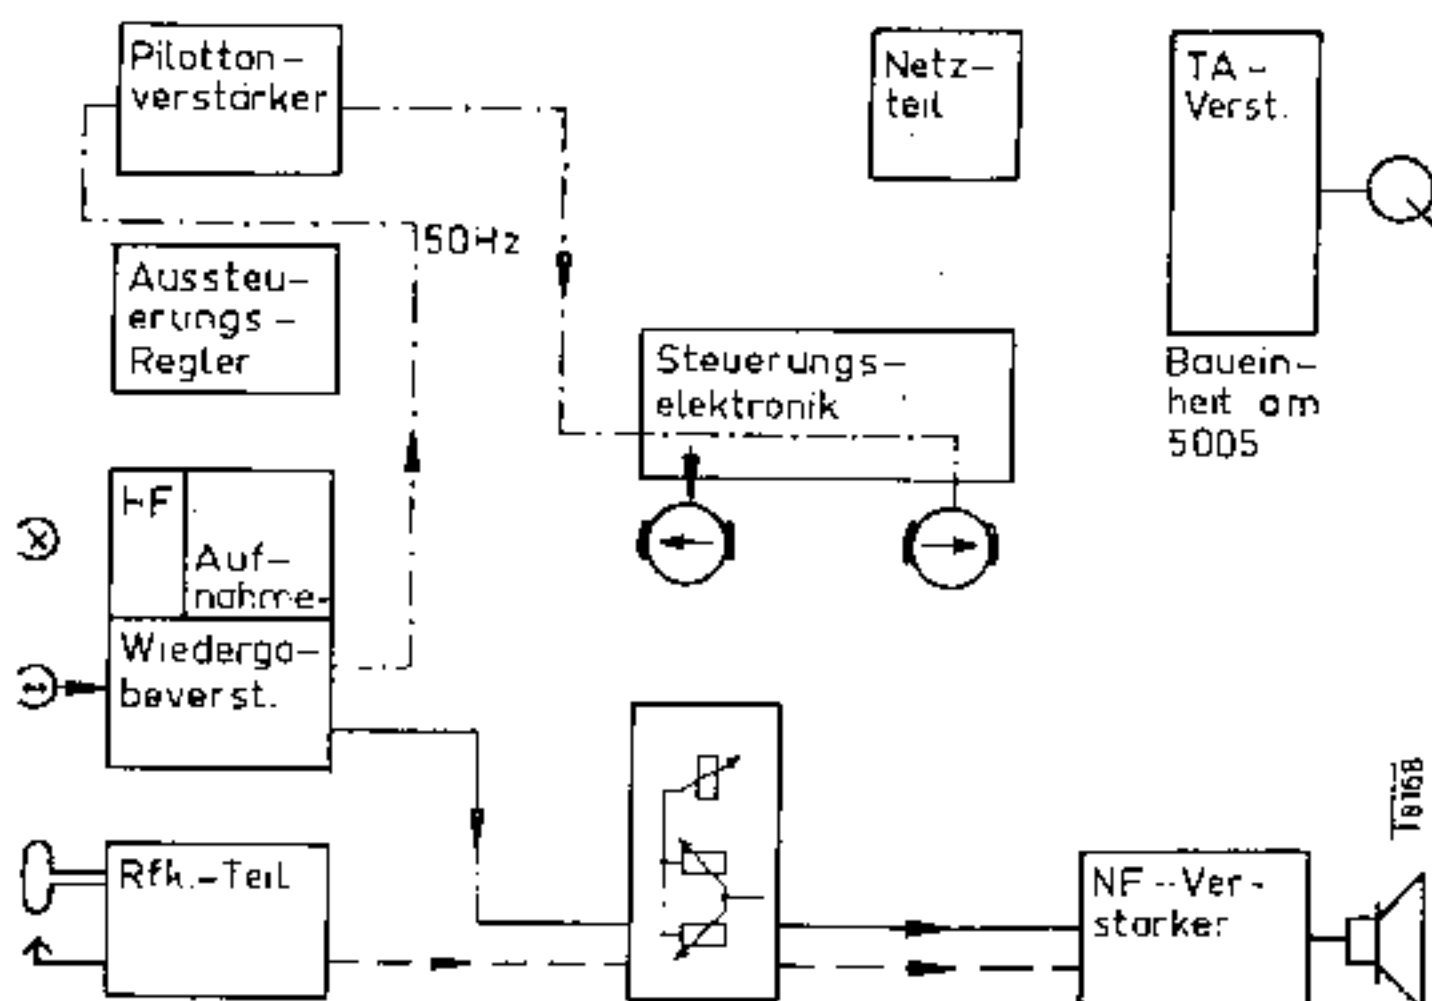 Pilotton-
verstärker
Netz-
teil
TA-
Verst.
50Hz
Aussteu-
erungs-
Regler
Steuerungs-
elektronik
Bauein-
heit am
5005
HF
Auf-
nahme-
Wiederga-
beverst.
Rfk.-Teil
NF-Ver-
stärker
18168